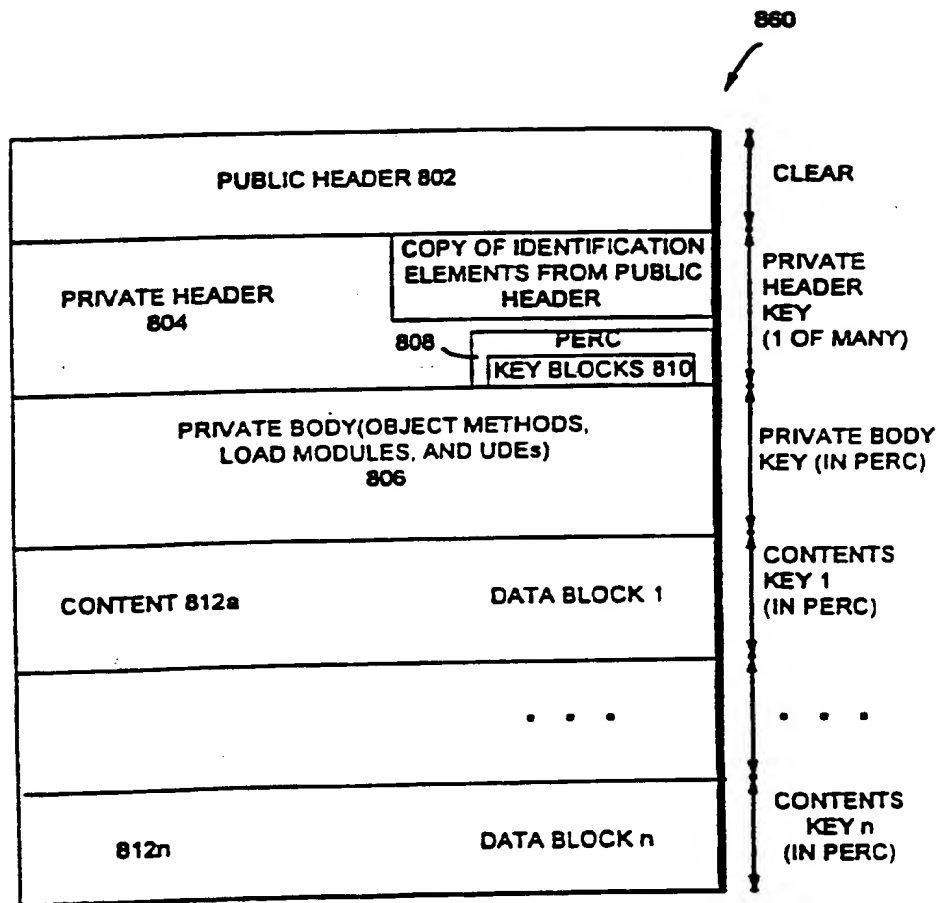 860
PUBLIC HEADER 802
CLEAR
COPY OF IDENTIFICATION
ELEMENTS FROM PUBLIC
HEADER
PRIVATE HEADER
804
PRIVATE
HEADER
KEY
(1 OF MANY)
808
PERC
KEY BLOCKS 810
PRIVATE BODY(OBJECT METHODS,
LOAD MODULES, AND UDEs)
806
PRIVATE BODY
KEY (IN PERC)
CONTENT 812a
DATA BLOCK 1
CONTENTS
KEY 1
(IN PERC)
. . .
. . .
812n
DATA BLOCK n
CONTENTS
KEY n
(IN PERC)